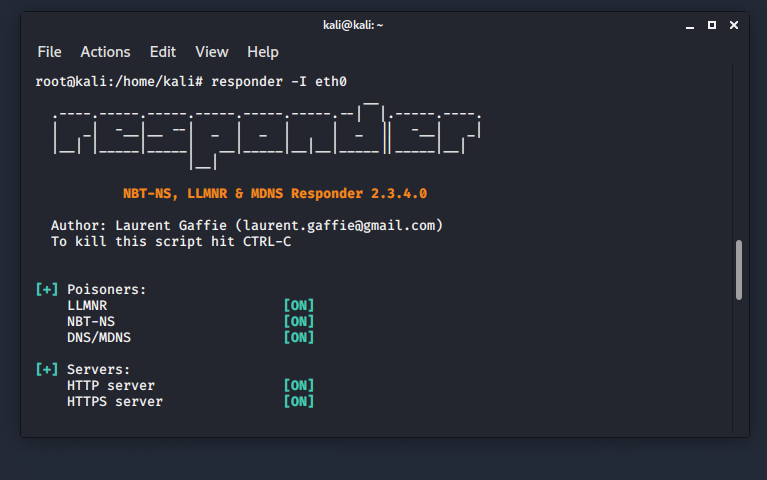 kali@kali: ~
File Actions Edit View Help
root@kali:/home/kali# responder -I eth0
NBT-NS, LLMNR & MDNS Responder 2.3.4.0
Author: Laurent Gaffie (laurent.gaffie@gmail.com)
To kill this script hit CTRL-C
[+] Poisoners:
LLMNR [ON]
NBT-NS [ON]
DNS/MDNS [ON]
[+] Servers:
HTTP server [ON]
HTTPS server [ON]